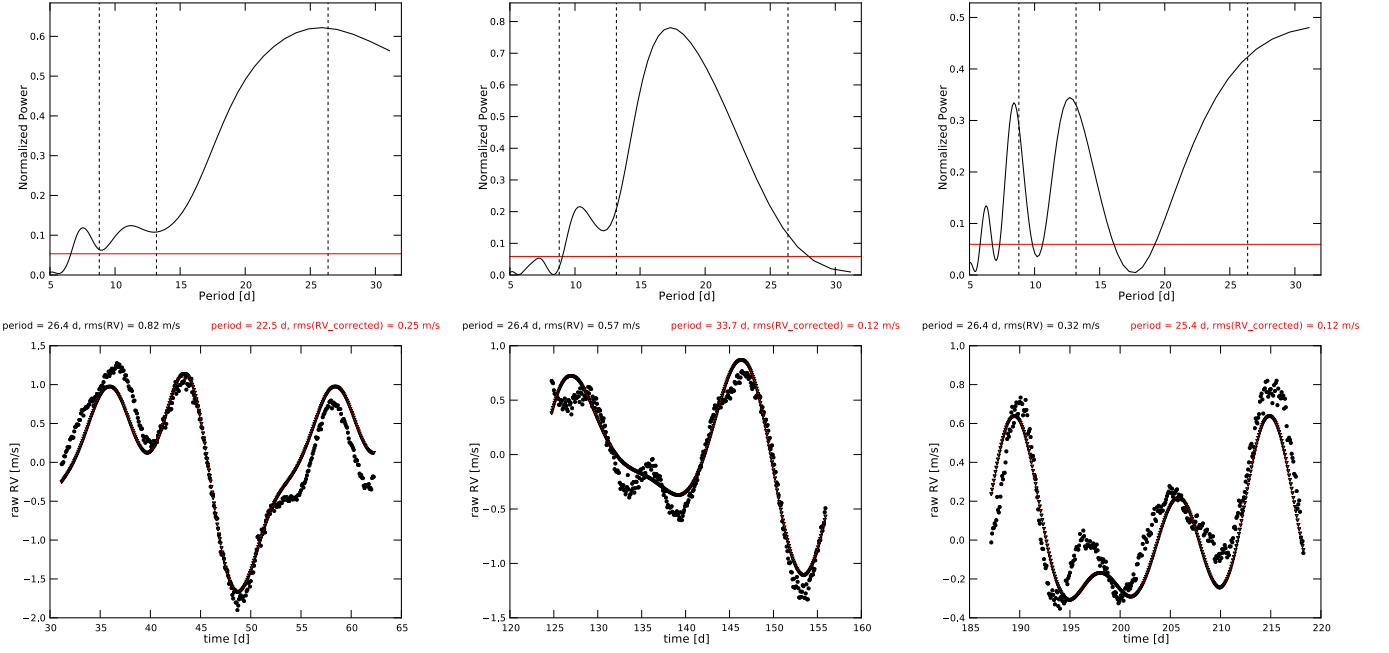 0.6
0.5
0.4
0.3
0.2
0.1
0.0
Normalized Power
5 10 15 20 25 30
Period [d]
0.8
0.7
0.6
0.5
0.4
0.3
0.2
0.1
0.0
Normalized Power
5 10 15 20 25 30
Period [d]
0.5
0.4
0.3
0.2
0.1
0.0
Normalized Power
5 10 15 20 25 30
Period [d]
period = 26.4 d, rms(RV) = 0.82 m/s period = 22.5 d, rms(RV_corrected) = 0.25 m/s
1.5
1.0
0.5
0.0
−0.5
−1.0
−1.5
−2.0
raw RV [m/s]
30 35 40 45 50 55 60 65
time [d]
period = 26.4 d, rms(RV) = 0.57 m/s period = 33.7 d, rms(RV_corrected) = 0.12 m/s
1.0
0.5
0.0
−0.5
−1.0
−1.5
raw RV [m/s]
120 125 130 135 140 145 150 155 160
time [d]
period = 26.4 d, rms(RV) = 0.32 m/s period = 25.4 d, rms(RV_corrected) = 0.12 m/s
1.0
0.8
0.6
0.4
0.2
0.0
−0.2
−0.4
raw RV [m/s]
185 190 195 200 205 210 215 220
time [d]